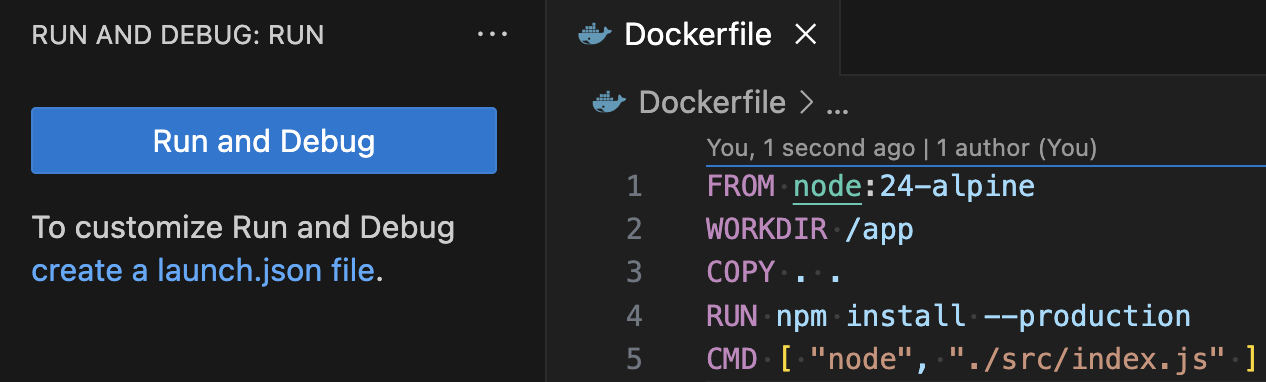 RUN AND DEBUG: RUN
Run and Debug
To customize Run and Debug
create a launch.json file.
Dockerfile
Dockerfile > ...
You, 1 second ago | 1 author (You)
1 FROM node:24-alpine
2 WORKDIR /app
3 COPY . .
4 RUN npm install --production
5 CMD [ "node", "./src/index.js" ]